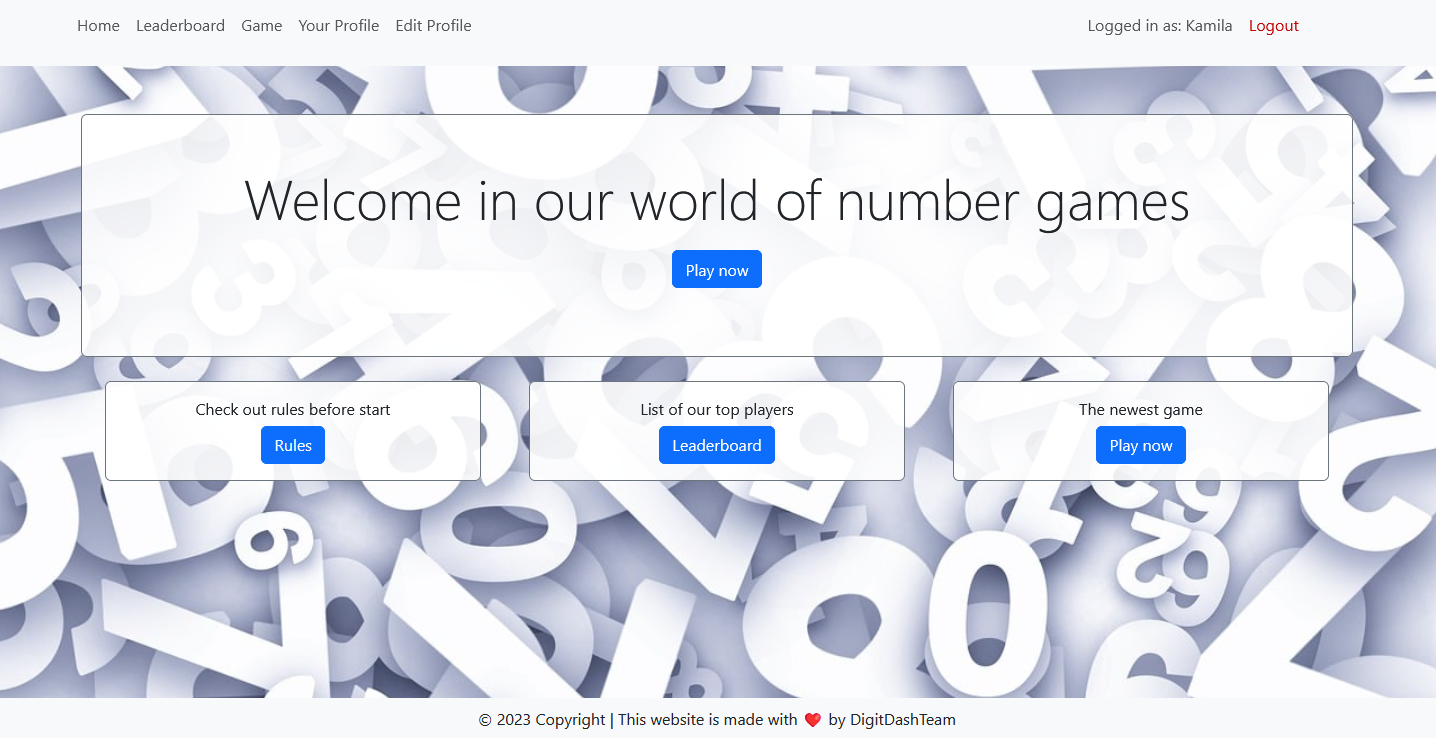 Home Leaderboard Game Your Profile Edit Profile Logged in as: Kamila Logout
Welcome in our world of number games
Play now
Check out rules before start
Rules
List of our top players
Leaderboard
The newest game
Play now
© 2023 Copyright | This website is made with ❤️ by DigitDashTeam